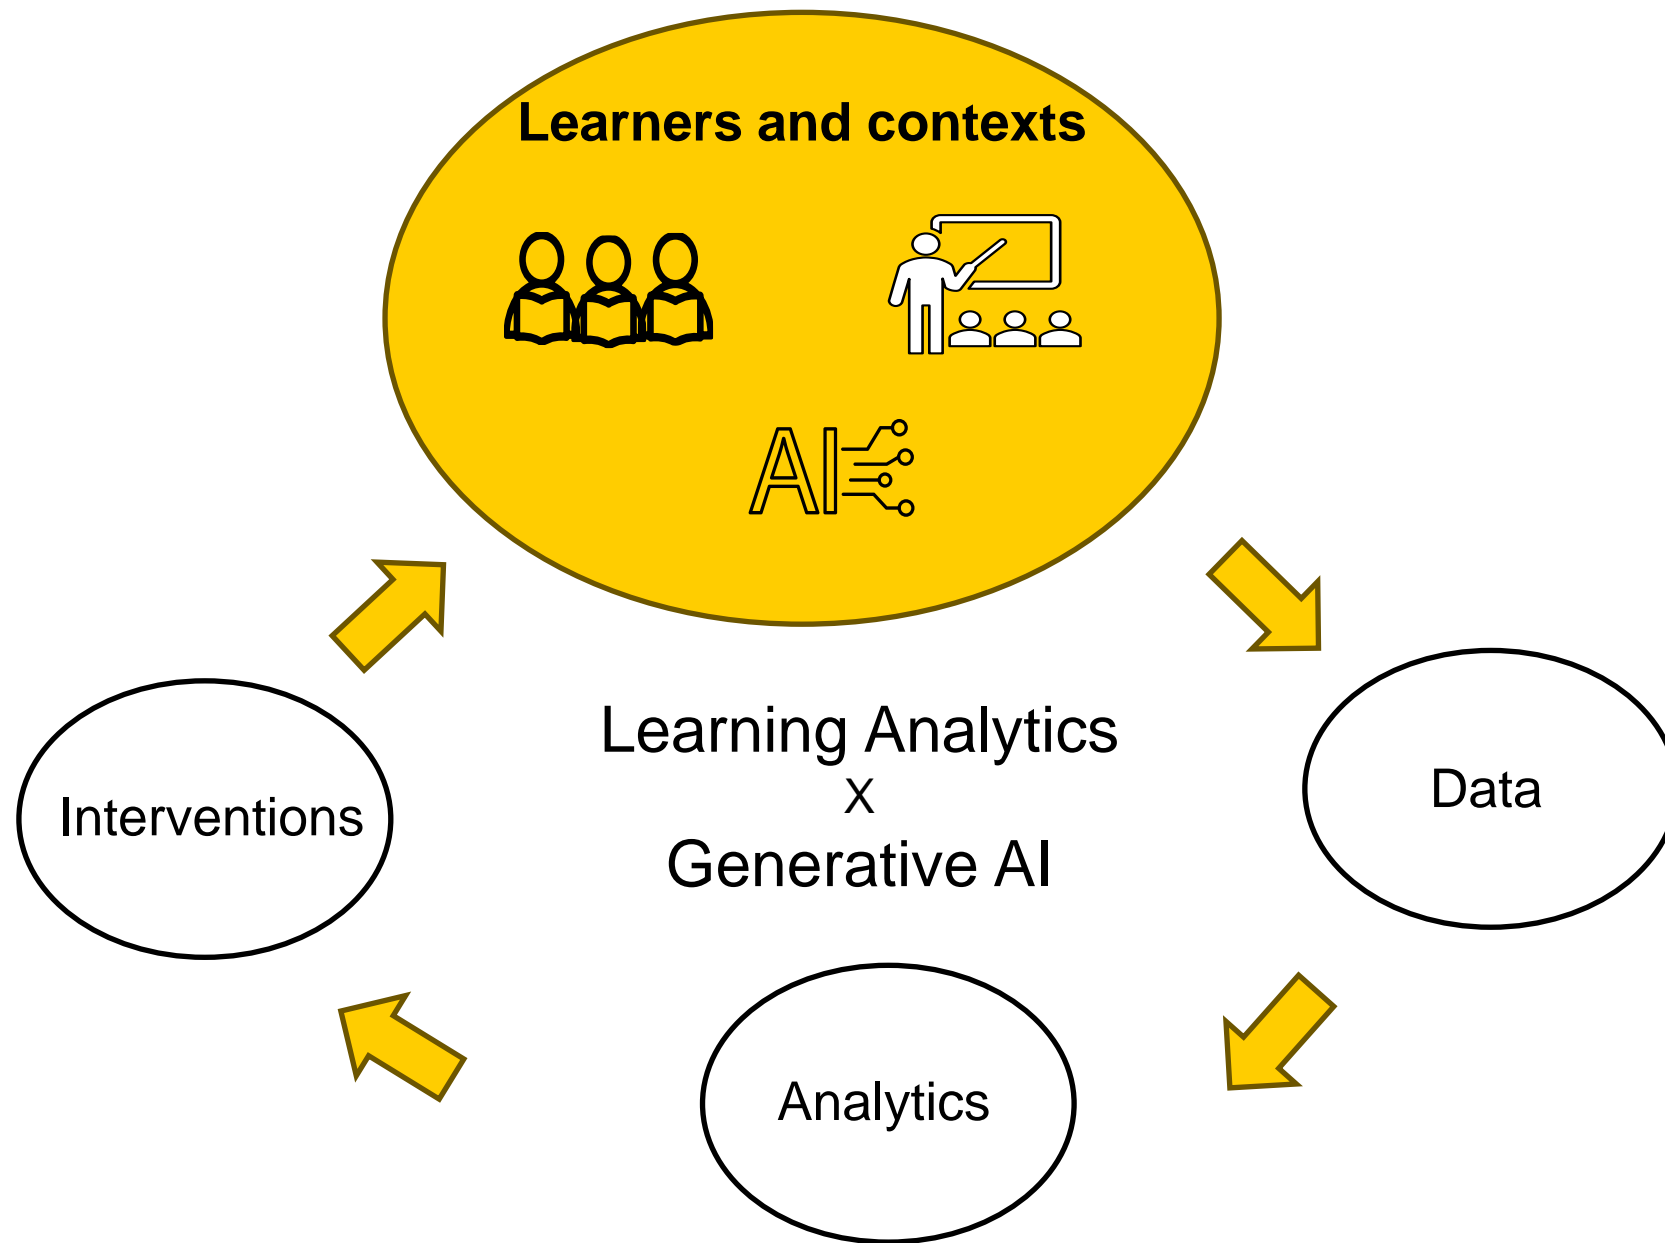 Learners and contexts
AI
Learning Analytics
X
Generative AI
Interventions
Data
Analytics